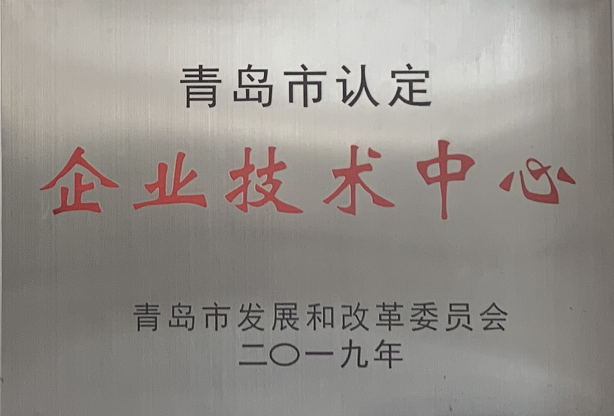 青岛市认定
企业技术中心
青岛市发展和改革委员会
二〇一九年